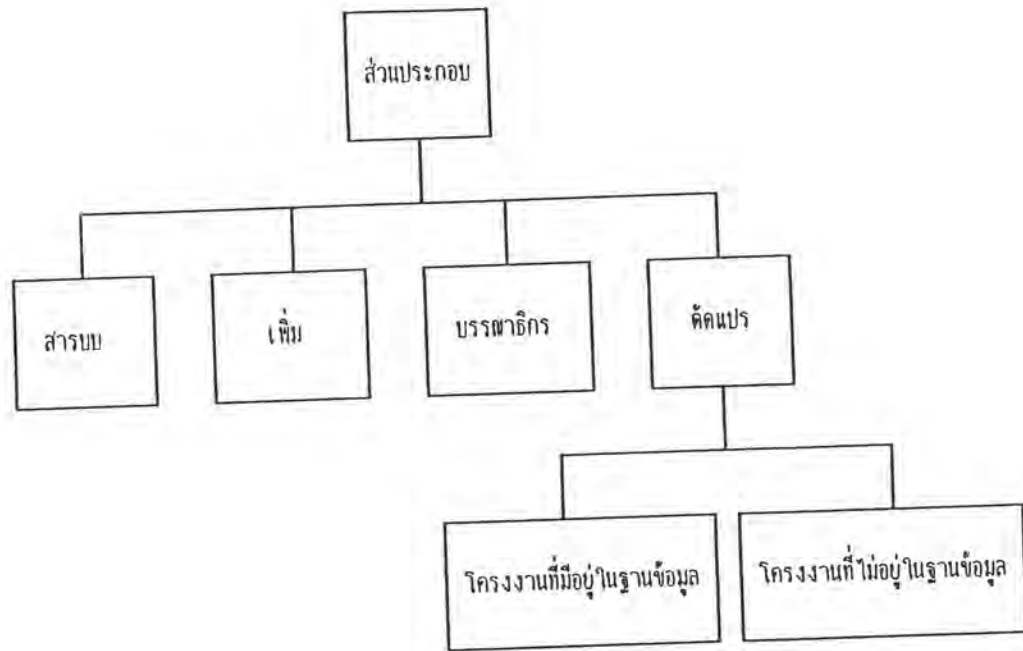 ส่วนประกอบ
สารบบ
เพิ่ม
บรรณาธิกร
ดัดแปร
โครงงานที่มีอยู่ในฐานข้อมูล
โครงงานที่ไม่อยู่ในฐานข้อมูล